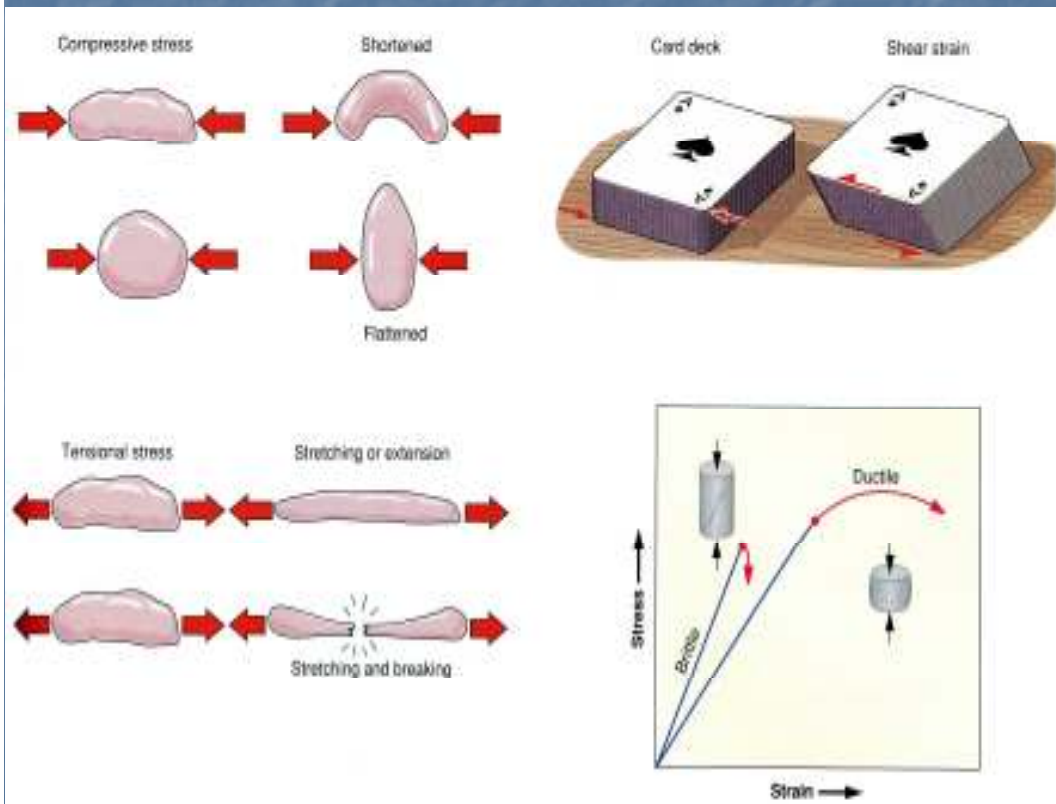 Compressive stress
Shortened
Flattened
Card deck
Shear strain
Tensional stress
Stretching or extension
Stretching and breaking
Ductile
Brittle
Stress
Strain